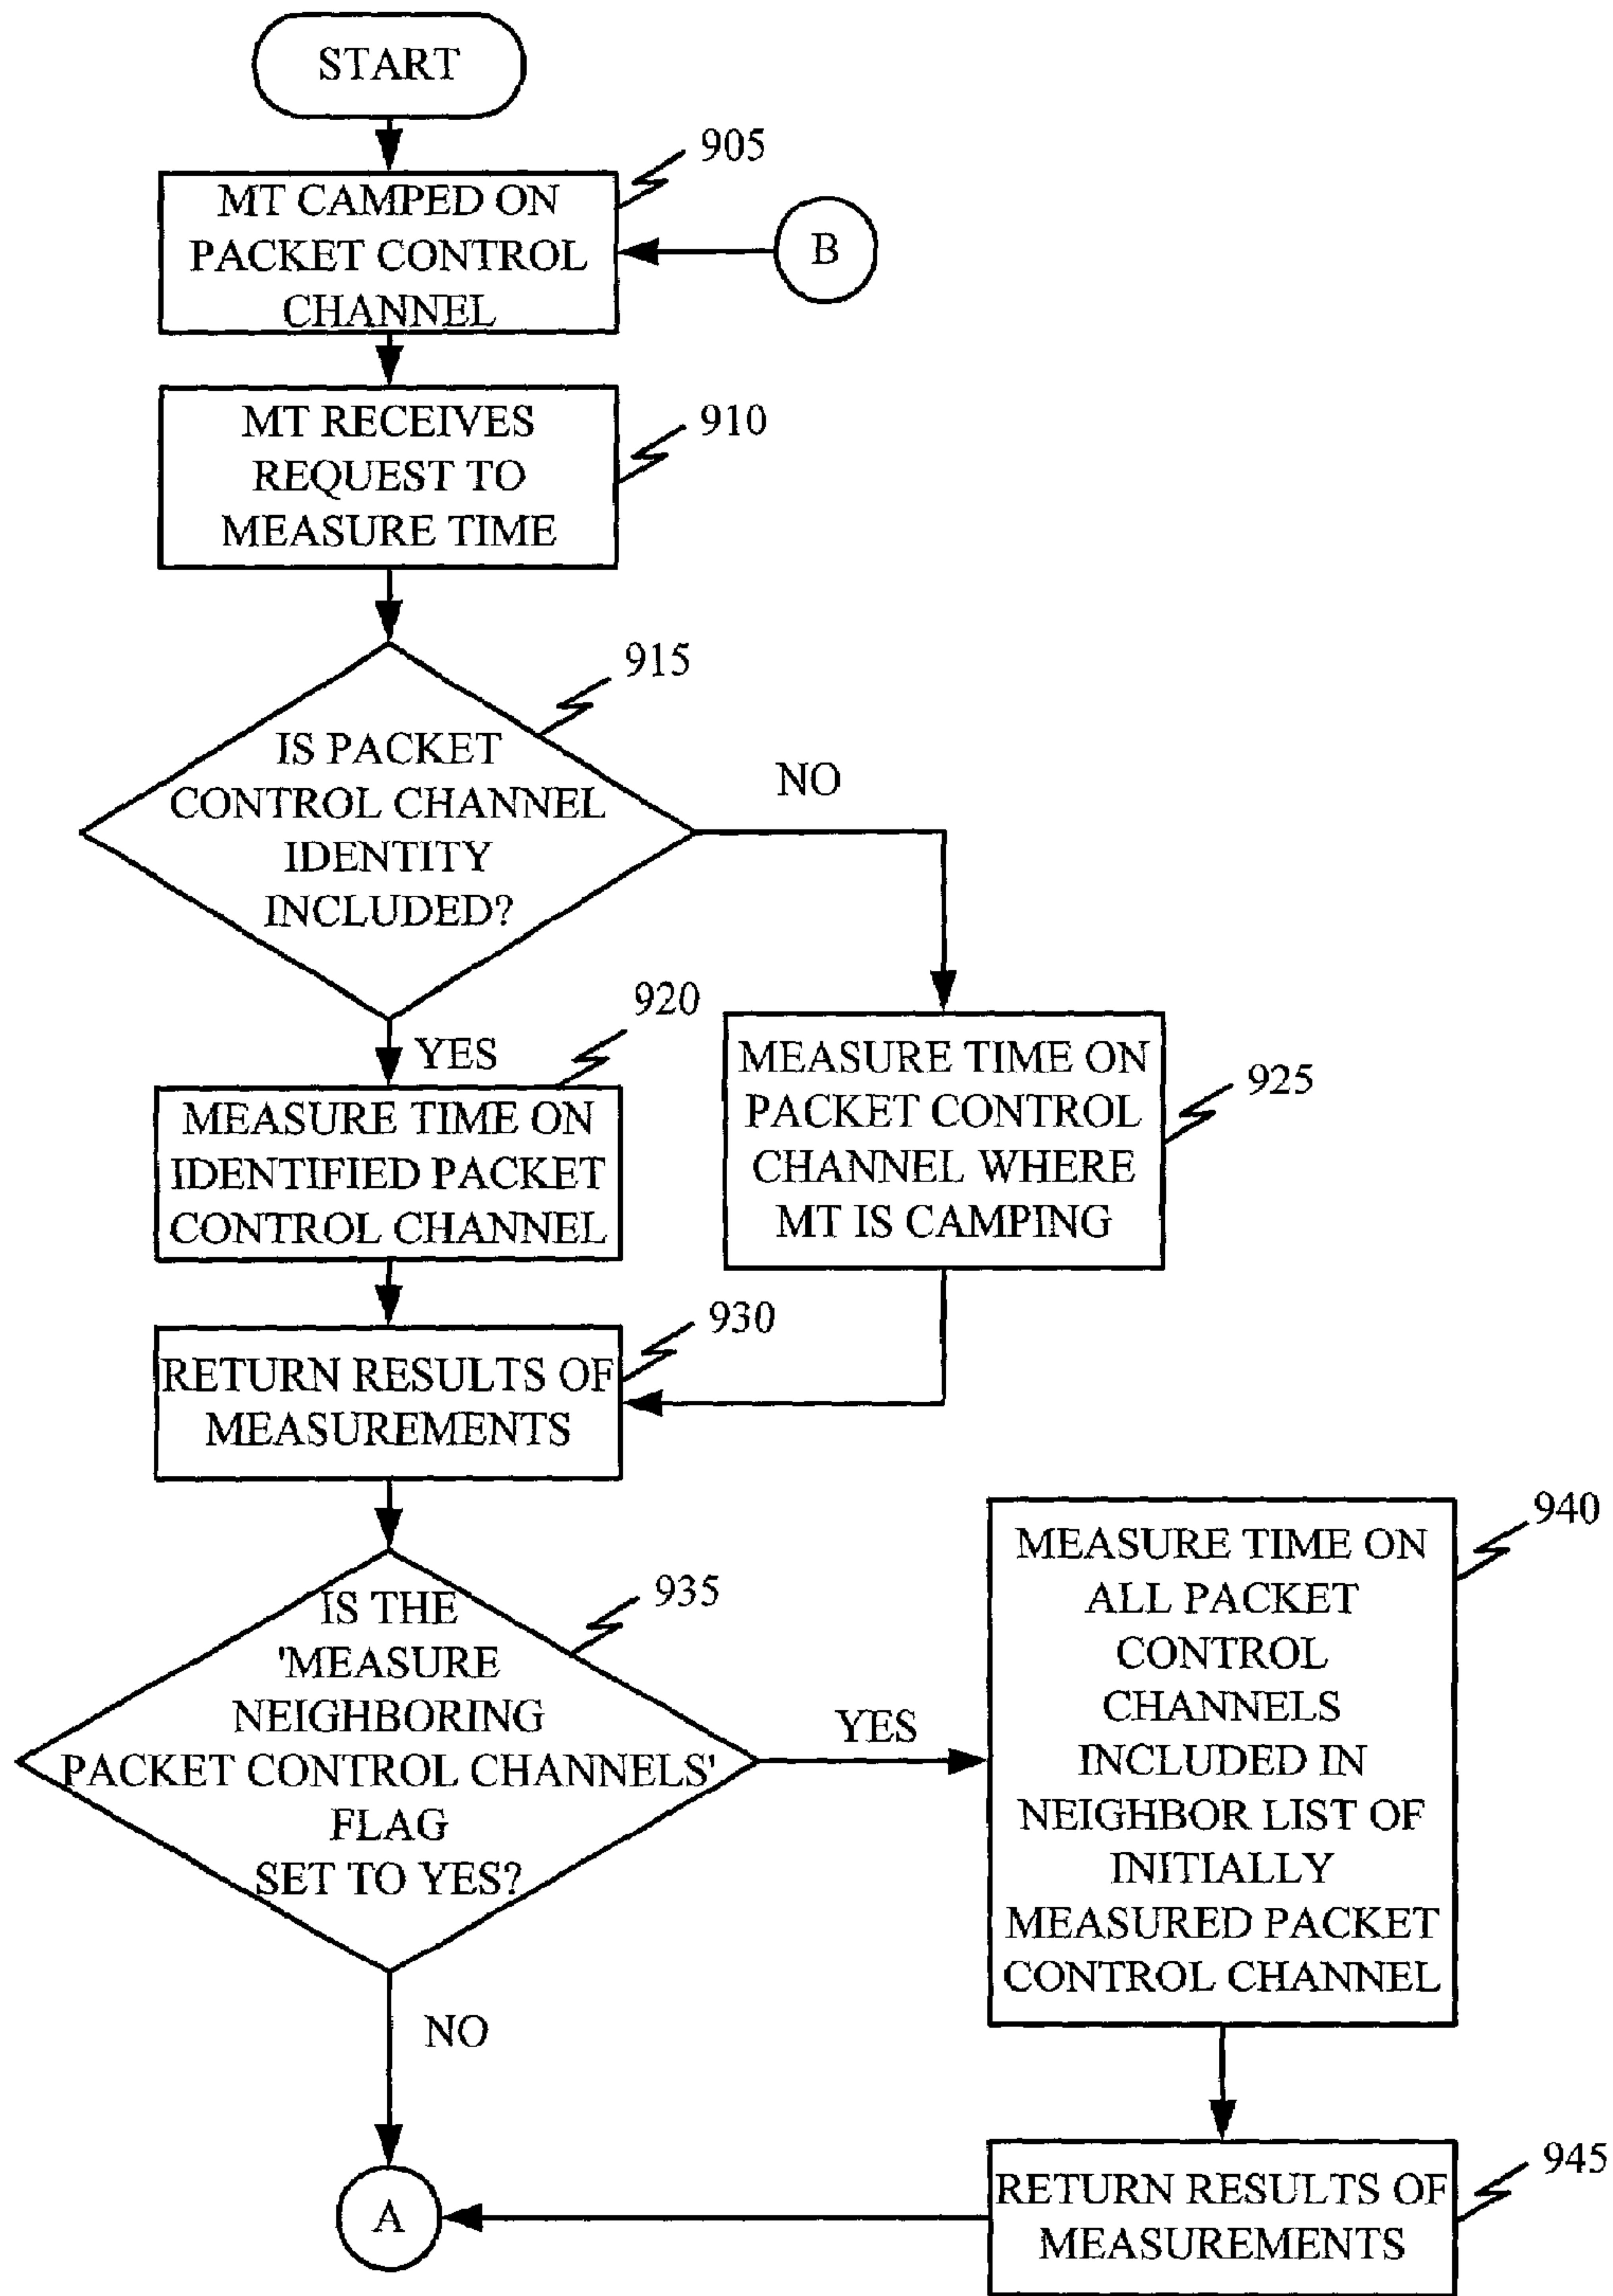 START
905
MT CAMPED ON
PACKET CONTROL
CHANNEL
B
MT RECEIVES
REQUEST TO
MEASURE TIME
910
915
IS PACKET
CONTROL CHANNEL
IDENTITY
INCLUDED?
NO
YES
920
MEASURE TIME ON
IDENTIFIED PACKET
CONTROL CHANNEL
MEASURE TIME ON
PACKET CONTROL
CHANNEL WHERE
MT IS CAMPING
925
930
RETURN RESULTS OF
MEASUREMENTS
935
IS THE
'MEASURE
NEIGHBORING
PACKET CONTROL CHANNELS'
FLAG
SET TO YES?
YES
NO
940
MEASURE TIME ON
ALL PACKET
CONTROL
CHANNELS
INCLUDED IN
NEIGHBOR LIST OF
INITIALLY
MEASURED PACKET
CONTROL CHANNEL
945
RETURN RESULTS OF
MEASUREMENTS
A